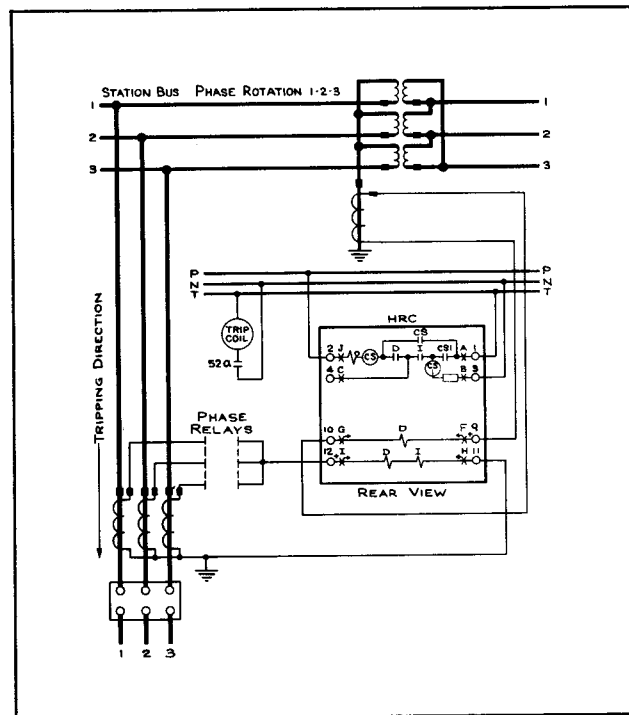 STATION BUS PHASE ROTATION 1-2-3
1 1
2 2
3 3
P P
N N
T T
HRC
TRIP
COIL
52a
CS
2 J CS D I CS1 A 1
4 C CS B 3
TRIPPING DIRECTION
PHASE
RELAYS
10 G D F 9
12 I D I H 11
REAR VIEW
1 2 3